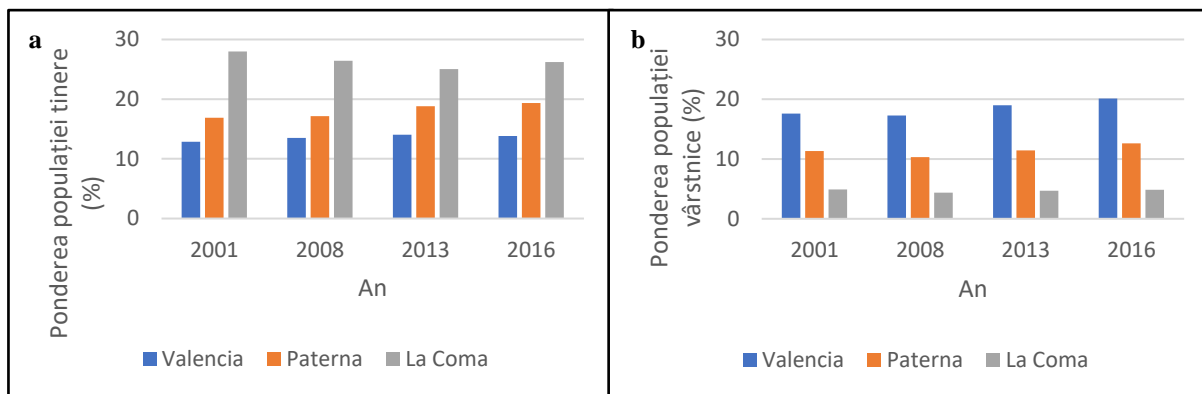 a
Ponderea populației tinere
(%)
30
20
10
0
2001 2008 2013 2016
An
Valencia Paterna La Coma
b
Ponderea populației
vârstnice (%)
30
20
10
0
2001 2008 2013 2016
An
Valencia Paterna La Coma